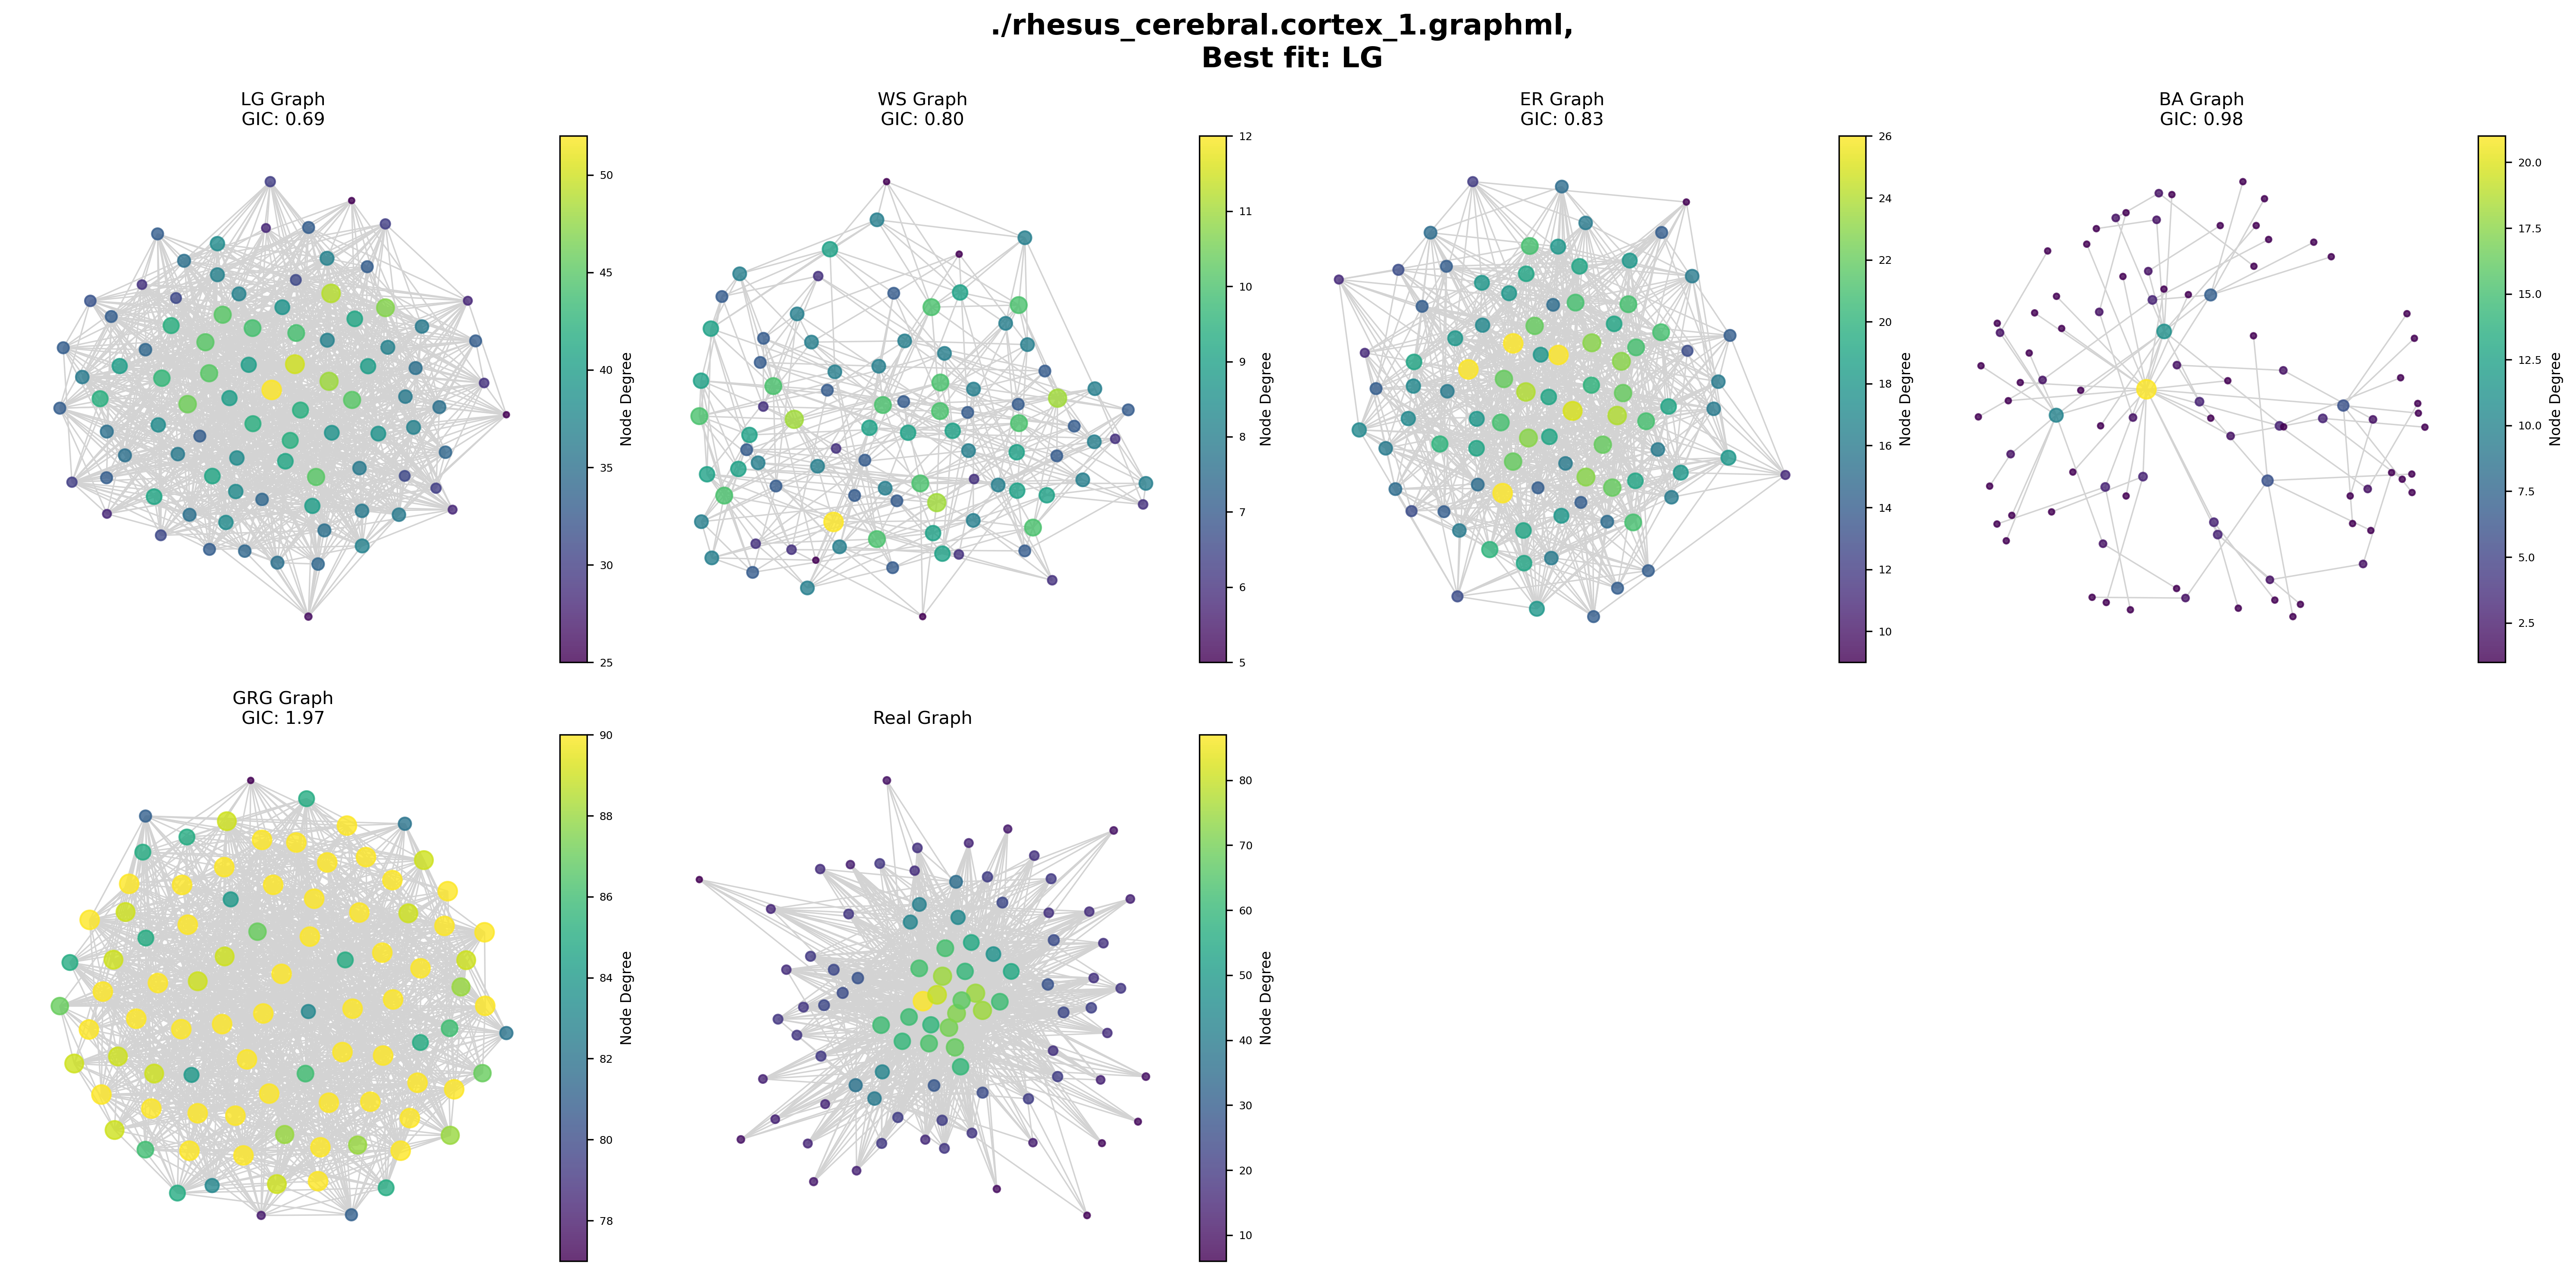 ./rhesus_cerebral.cortex_1.graphml,
Best fit: LG
LG Graph
GIC: 0.69
50
45
40
35
30
25
Node Degree
WS Graph
GIC: 0.80
12
11
10
9
8
7
6
5
Node Degree
ER Graph
GIC: 0.83
26
24
22
20
18
16
14
12
10
Node Degree
BA Graph
GIC: 0.98
20.0
17.5
15.0
12.5
10.0
7.5
5.0
2.5
Node Degree
GRG Graph
GIC: 1.97
90
88
86
84
82
80
78
Node Degree
Real Graph
80
70
60
50
40
30
20
10
Node Degree